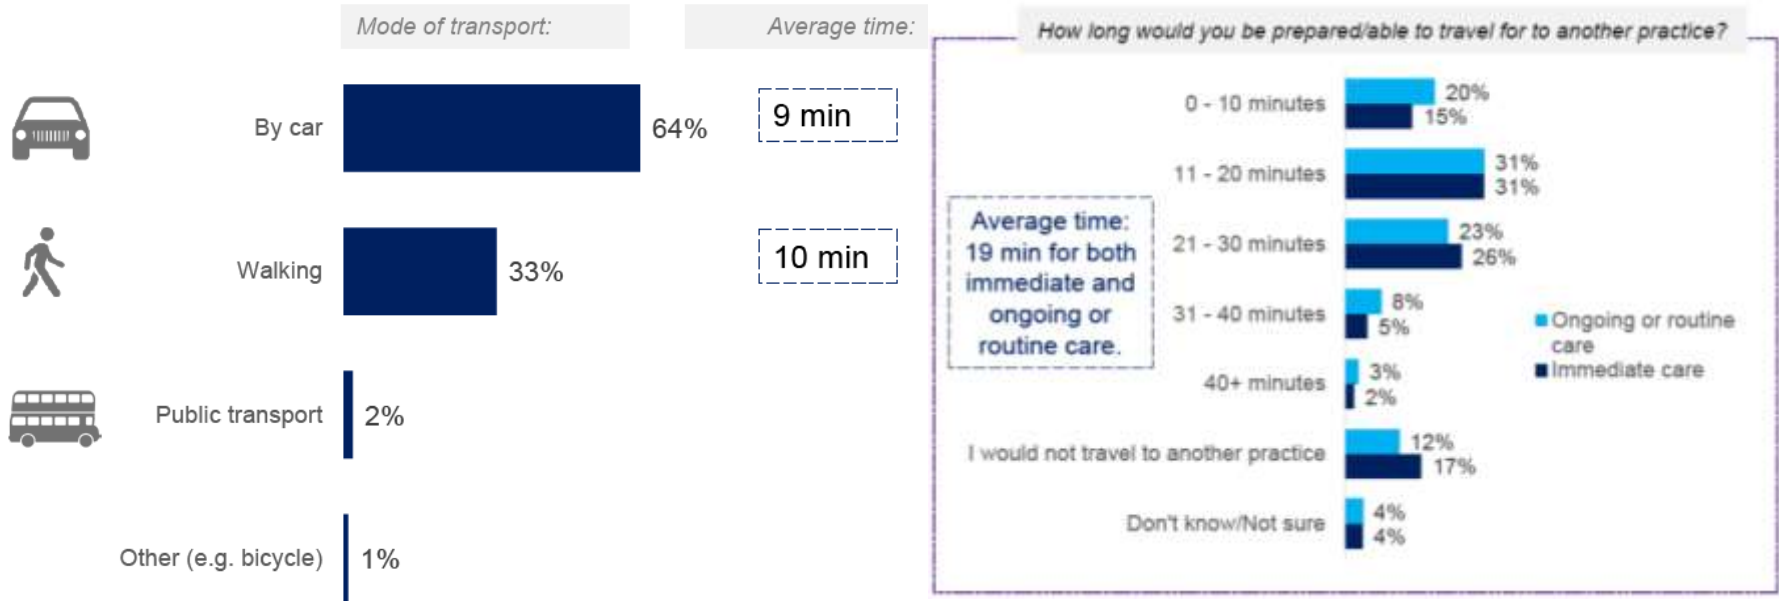 Mode of transport:
Average time:
By car
64%
9 min
Walking
33%
10 min
Public transport
2%
Other (e.g. bicycle)
1%
How long would you be prepared/able to travel for to another practice?
Average time:
19 min for both
immediate and
ongoing or
routine care.
0 - 10 minutes
20%
15%
11 - 20 minutes
31%
31%
21 - 30 minutes
23%
26%
31 - 40 minutes
8%
5%
40+ minutes
3%
2%
I would not travel to another practice
12%
17%
Don't know/Not sure
4%
4%
Ongoing or routine
care
Immediate care